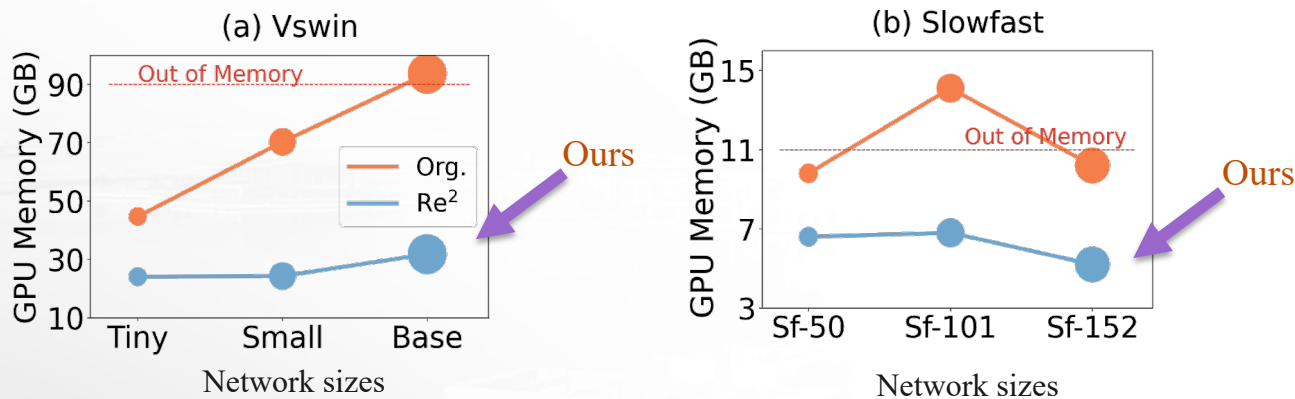 (a) Vswin
GPU Memory (GB)
90
70
50
30
10
Out of Memory
Org.
Re²
Ours
Tiny Small Base
Network sizes
(b) Slowfast
GPU Memory (GB)
15
11
7
3
Out of Memory
Ours
Sf-50 Sf-101 Sf-152
Network sizes